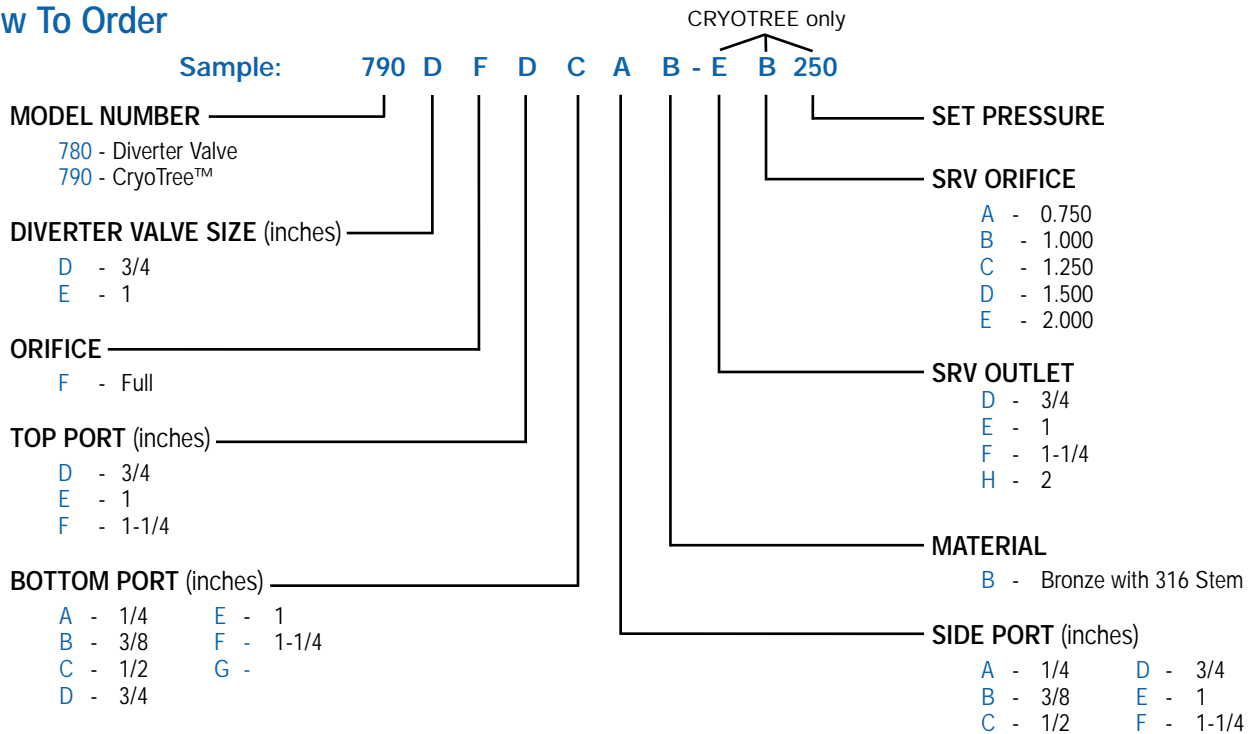 w To Order
CRYOTREE only
Sample: 790 D F D C A B - E B 250
MODEL NUMBER
780 - Diverter Valve
790 - CryoTree™
DIVERTER VALVE SIZE (inches)
D - 3/4
E - 1
ORIFICE
F - Full
TOP PORT (inches)
D - 3/4
E - 1
F - 1-1/4
BOTTOM PORT (inches)
A - 1/4 E - 1
B - 3/8 F - 1-1/4
C - 1/2 G -
D - 3/4
SET PRESSURE
SRV ORIFICE
A - 0.750
B - 1.000
C - 1.250
D - 1.500
E - 2.000
SRV OUTLET
D - 3/4
E - 1
F - 1-1/4
H - 2
MATERIAL
B - Bronze with 316 Stem
SIDE PORT (inches)
A - 1/4 D - 3/4
B - 3/8 E - 1
C - 1/2 F - 1-1/4